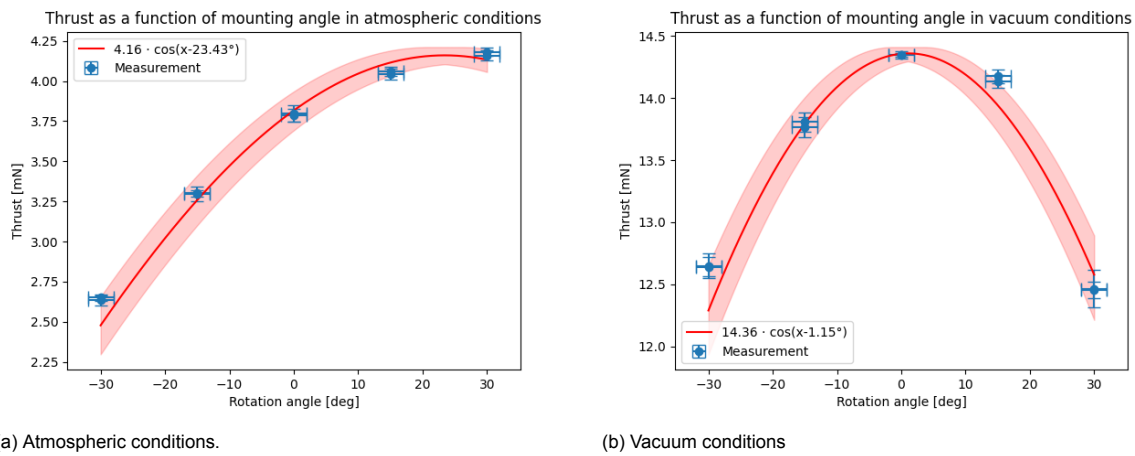 Thrust as a function of mounting angle in atmospheric conditions
4.16 · cos(x-23.43°)
Measurement
Thrust [mN]
4.25
4.00
3.75
3.50
3.25
3.00
2.75
2.50
2.25
−30
−20
−10
0
10
20
30
Rotation angle [deg]
a) Atmospheric conditions.
Thrust as a function of mounting angle in vacuum conditions
Thrust [mN]
14.5
14.0
13.5
13.0
12.5
12.0
14.36 · cos(x-1.15°)
Measurement
−30
−20
−10
0
10
20
30
Rotation angle [deg]
(b) Vacuum conditions